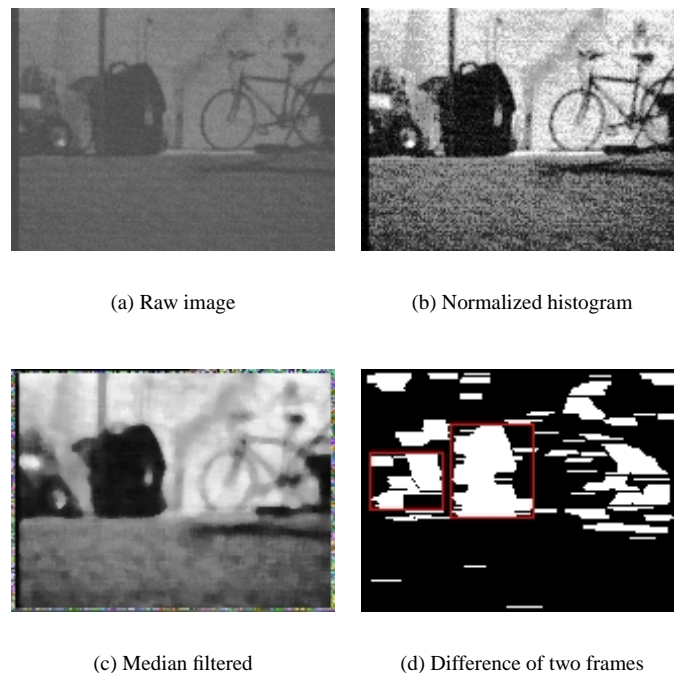 (a) Raw image
(b) Normalized histogram
(c) Median filtered
(d) Difference of two frames